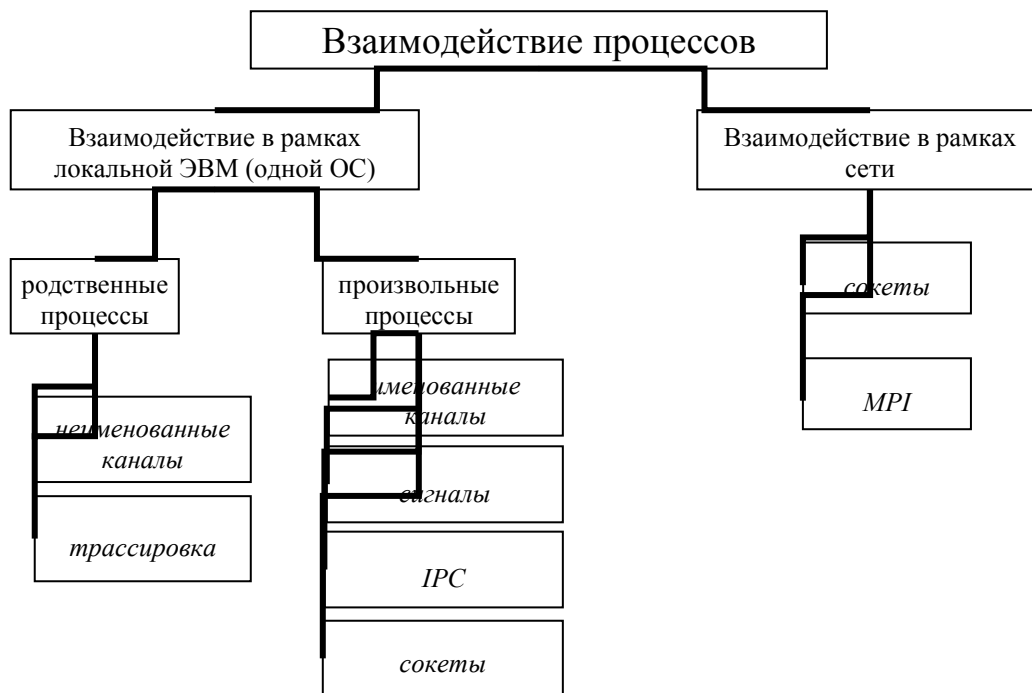 Взаимодействие процессов
Взаимодействие в рамках
локальной ЭВМ (одной ОС)
Взаимодействие в рамках
сети
родственные
процессы
произвольные
процессы
сокеты
MPI
неименованные
каналы
трассировка
именованные
каналы
сигналы
IPC
сокеты